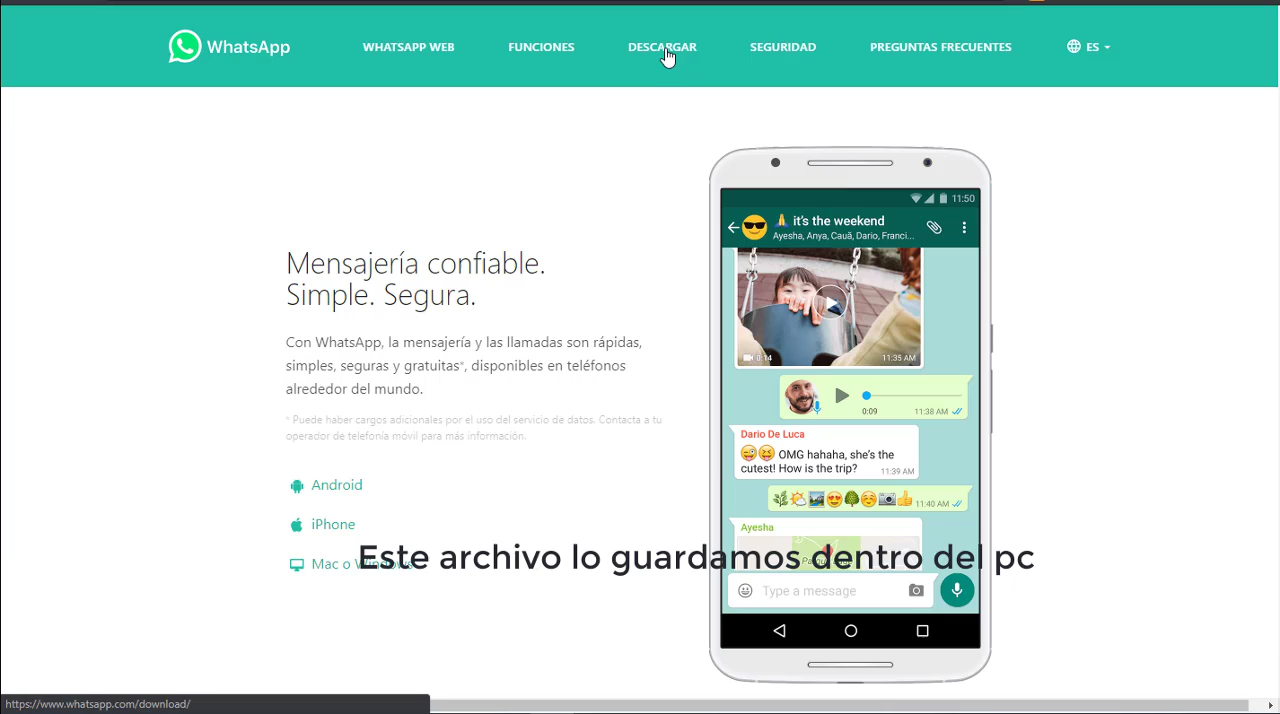 WhatsApp
WHATSAPP WEB
FUNCIONES
DESCARGAR
SEGURIDAD
PREGUNTAS FRECUENTES
ES
Mensajería confiable.
Simple. Segura.
Con WhatsApp, la mensajería y las llamadas son rápidas,
simples, seguras y gratuitas*, disponibles en teléfonos
alrededor del mundo.
* Puede haber cargos adicionales por el uso del servicio de datos. Contacta a tu
operador de telefonía móvil para más información.
Android
iPhone
Mac o Windows
11:50
🙏 it's the weekend
Ayesha, Anya, Cauã, Dario, Franci...
0:14
11:35 AM
0:09
11:38 AM
Dario De Luca
😜😆 OMG hahaha, she's the
cutest! How is the trip?
11:39 AM
11:40 AM
Ayesha
Type a message
Este archivo lo guardamos dentro del pc
https://www.whatsapp.com/download/